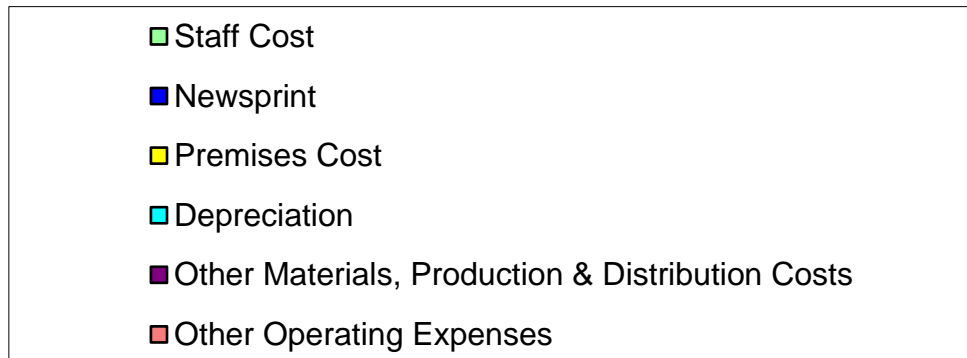 Staff Cost
Newsprint
Premises Cost
Depreciation
Other Materials, Production & Distribution Costs
Other Operating Expenses